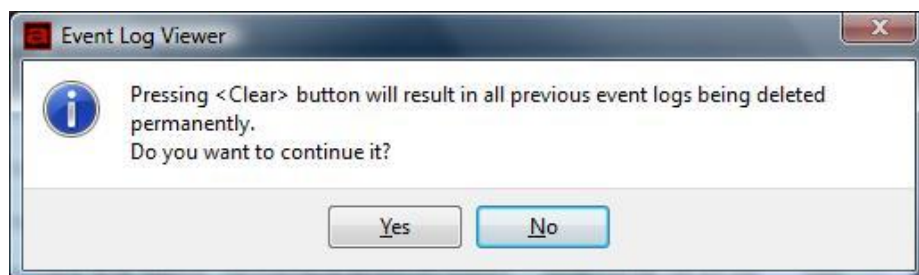 Event Log Viewer
Pressing <Clear> button will result in all previous event logs being deleted
permanently.
Do you want to continue it?
Yes No